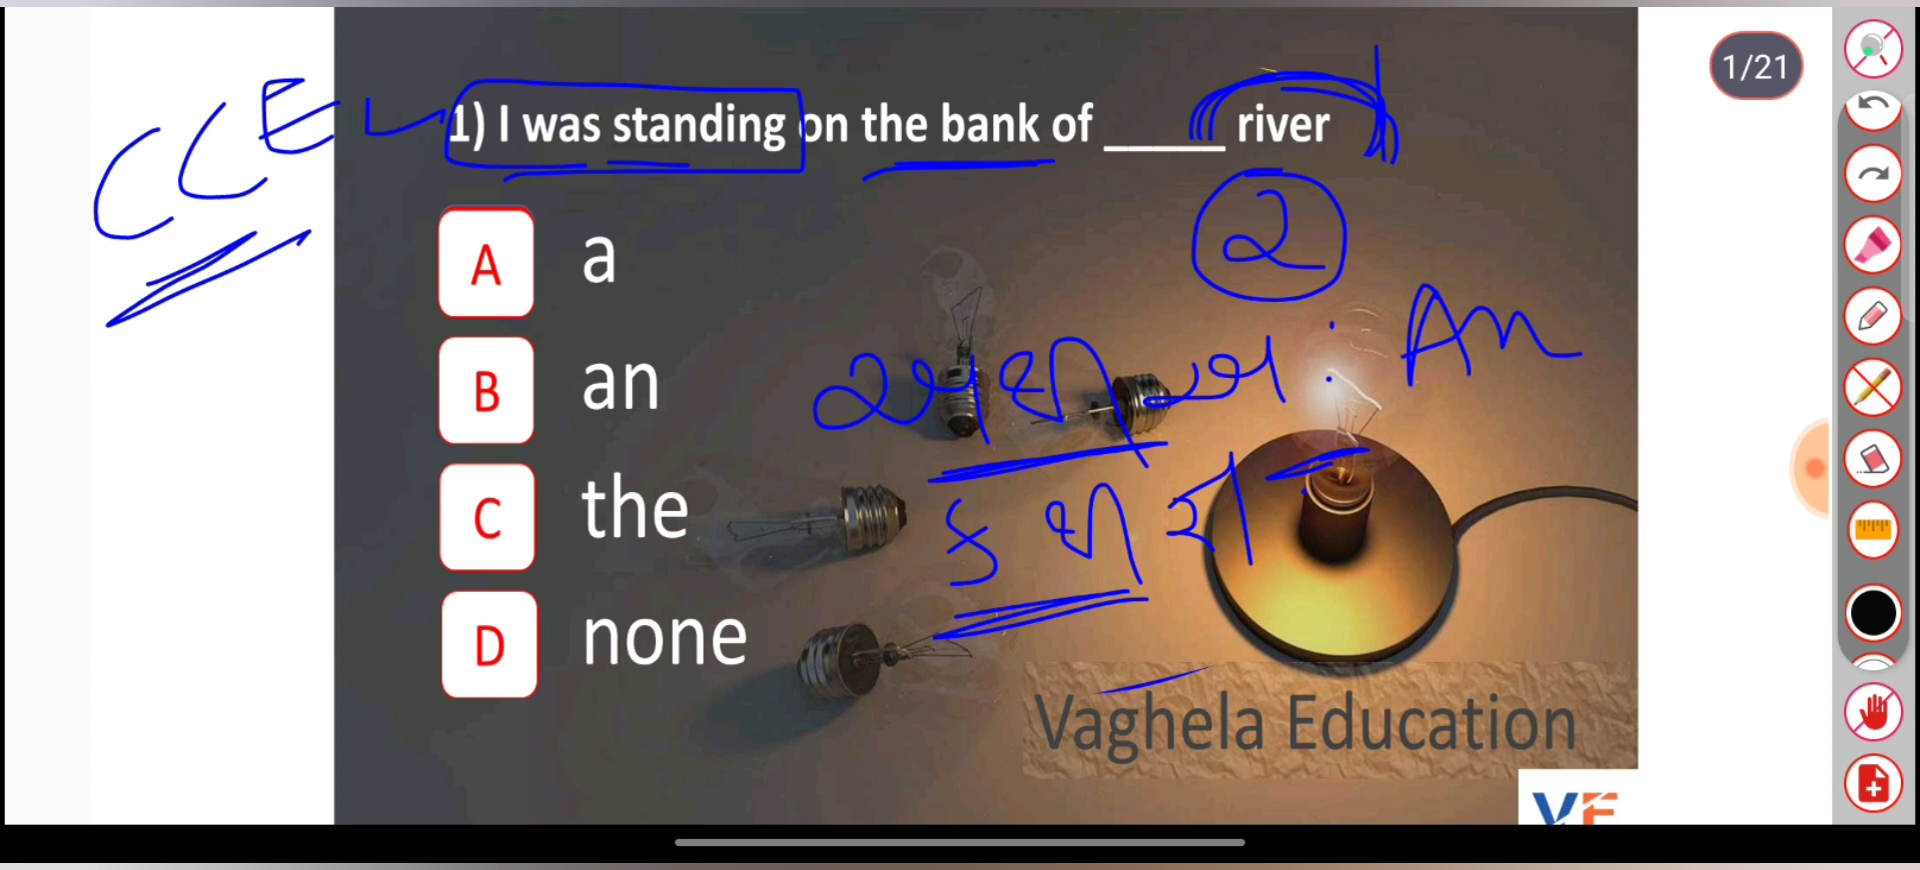 1/21
CCE
1) I was standing on the bank of _____ river
2
A a
An
B an
C the
D none
Vaghela Education